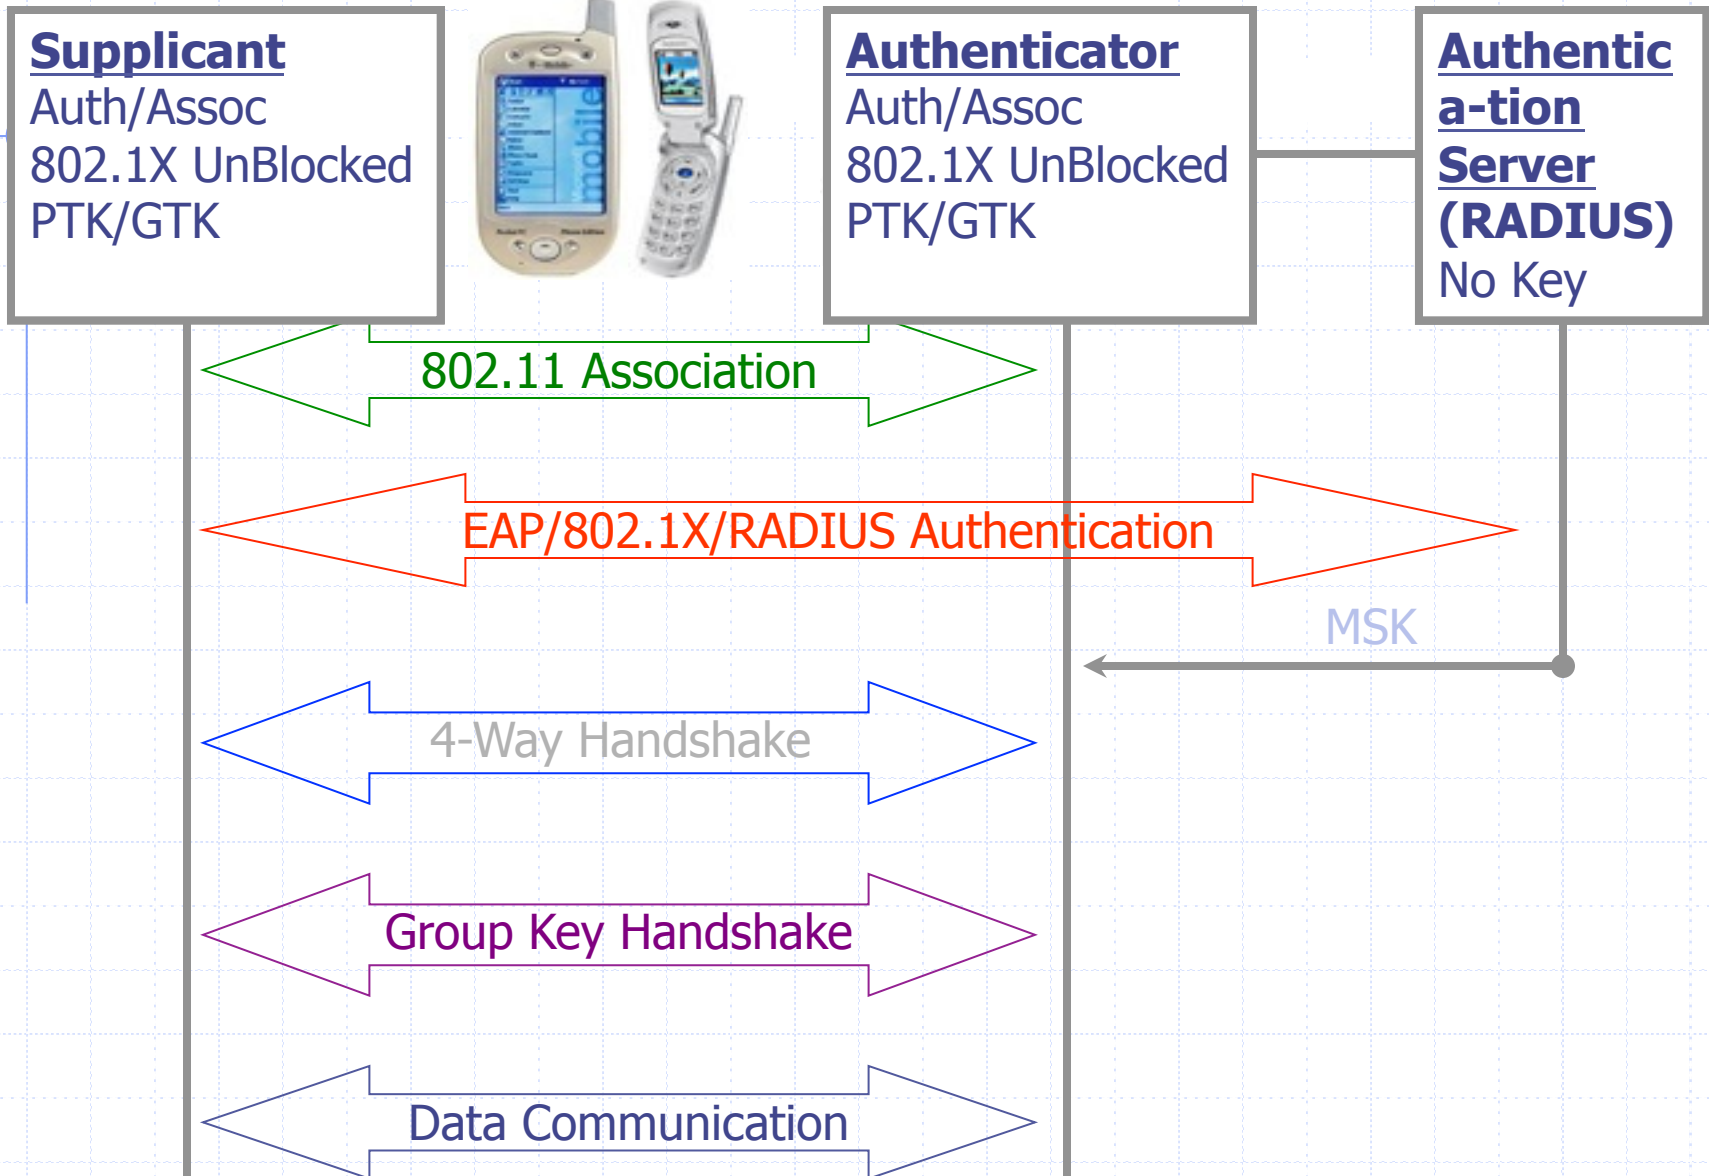 Supplicant
Auth/Assoc
802.1X UnBlocked
PTK/GTK
mobile
Authenticator
Auth/Assoc
802.1X UnBlocked
PTK/GTK
Authentic
a-tion
Server
(RADIUS)
No Key
802.11 Association
EAP/802.1X/RADIUS Authentication
MSK
4-Way Handshake
Group Key Handshake
Data Communication